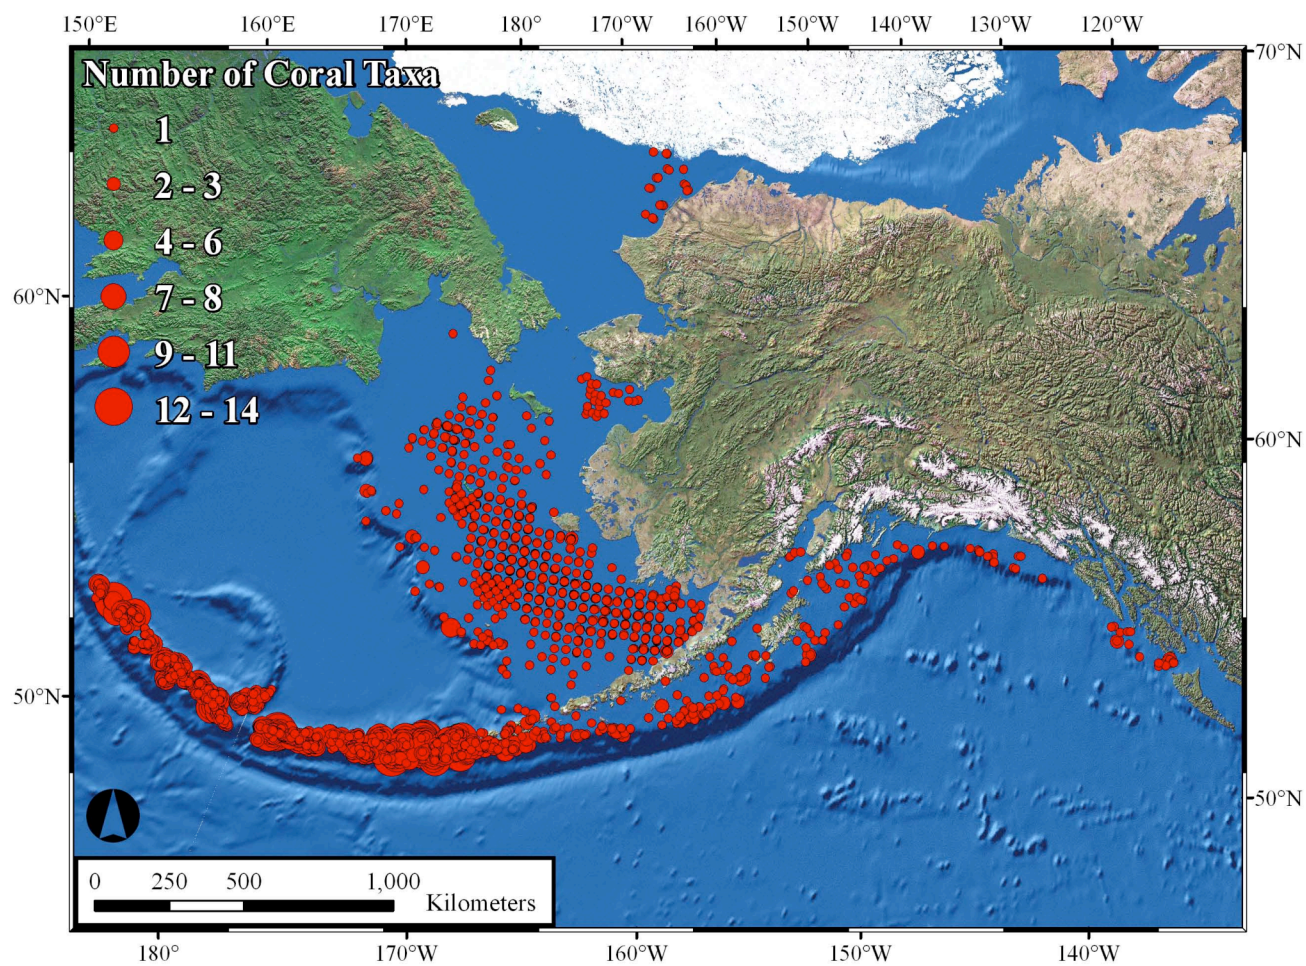 150°E 160°E 170°E 180° 170°W 160°W 150°W 140°W 130°W 120°W
70°N
Number of Coral Taxa
1
2 - 3
4 - 6
7 - 8
9 - 11
12 - 14
60°N
60°N
50°N
50°N
0 250 500 1,000
Kilometers
180° 170°W 160°W 150°W 140°W